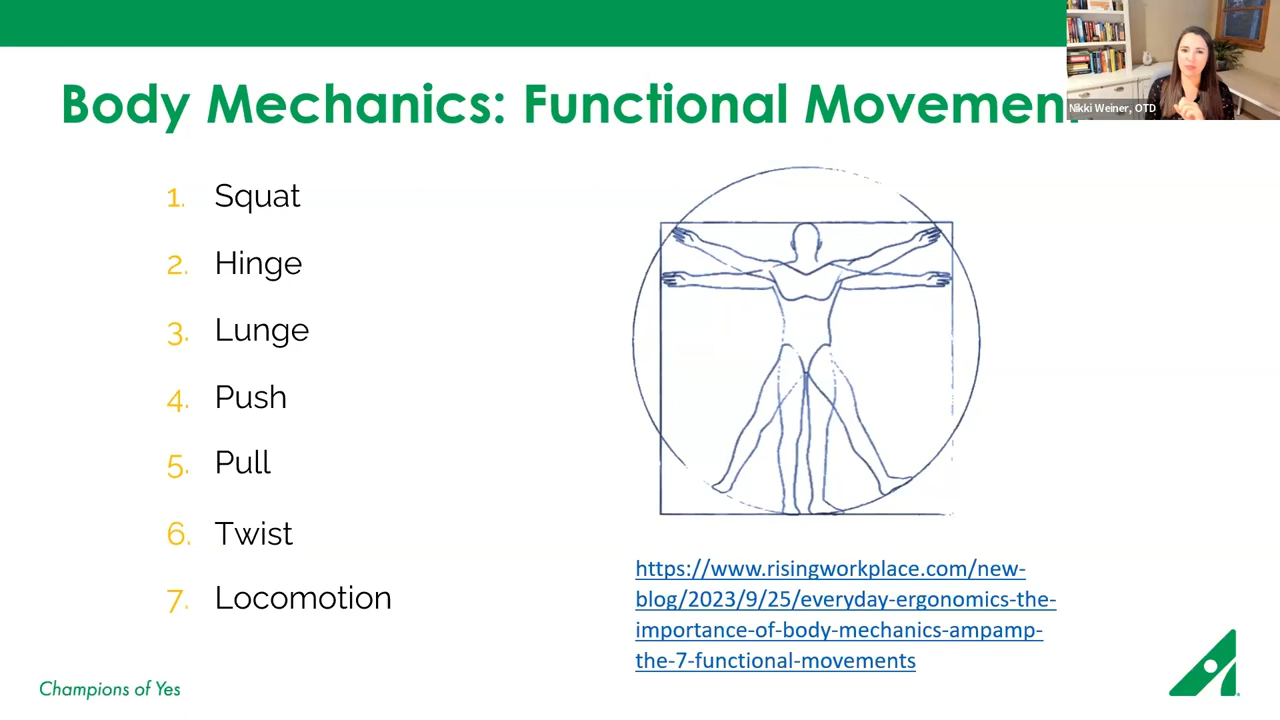 Body Mechanics: Functional Movemen
Nikki Weiner, OTD
1. Squat
2. Hinge
3. Lunge
4. Push
5. Pull
6. Twist
7. Locomotion
https://www.risingworkplace.com/new-
blog/2023/9/25/everyday-ergonomics-the-
importance-of-body-mechanics-ampamp-
the-7-functional-movements
Champions of Yes